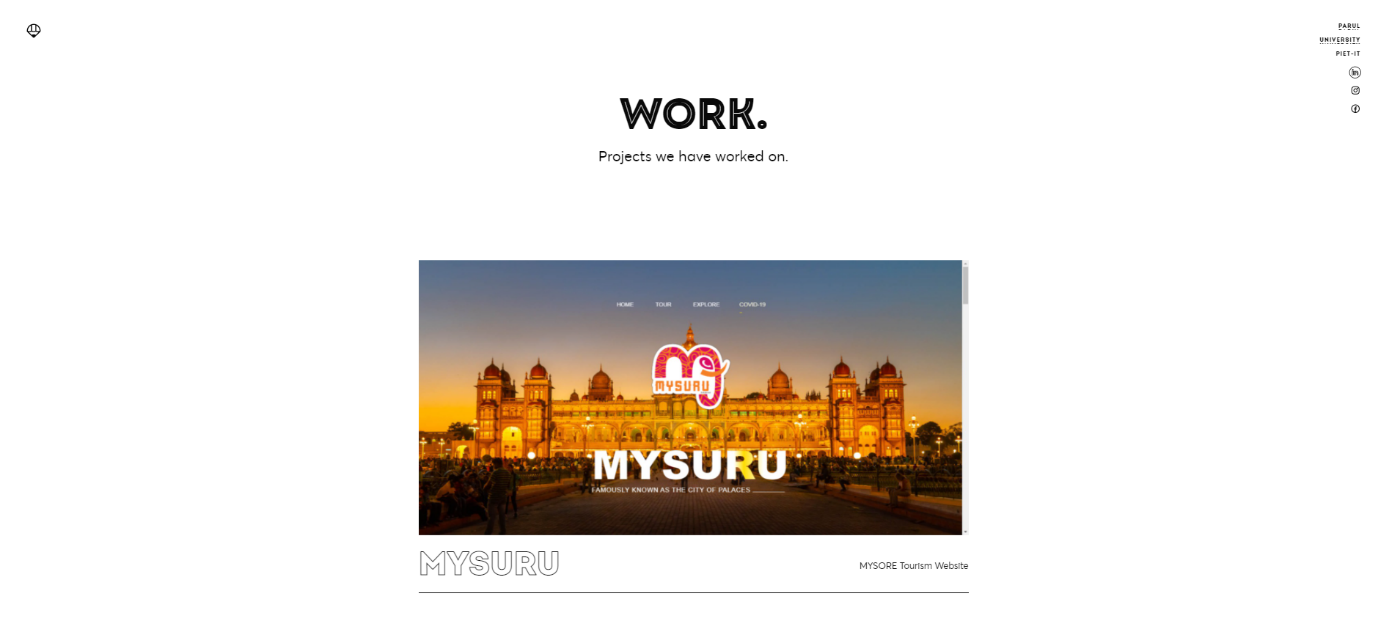 PARUL
UNIVERSITY
PIET-IT
WORK.
Projects we have worked on.
HOME TOUR EXPLORE COVID-19
MYSURU
MYSURU
FAMOUSLY KNOWN AS THE CITY OF PALACES
MYSURU
MYSORE Tourism Website